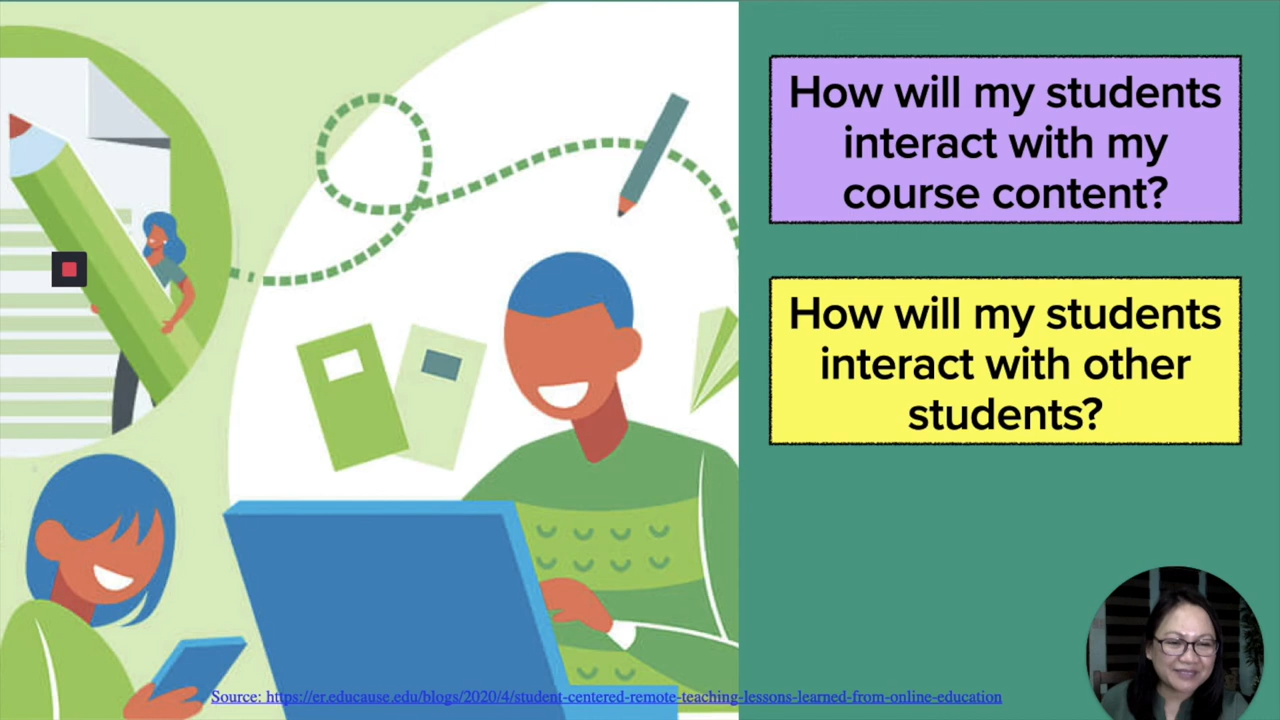 How will my students
interact with my
course content?
How will my students
interact with other
students?
Source: https://er.educause.edu/blogs/2020/4/student-centered-remote-teaching-lessons-learned-from-online-education